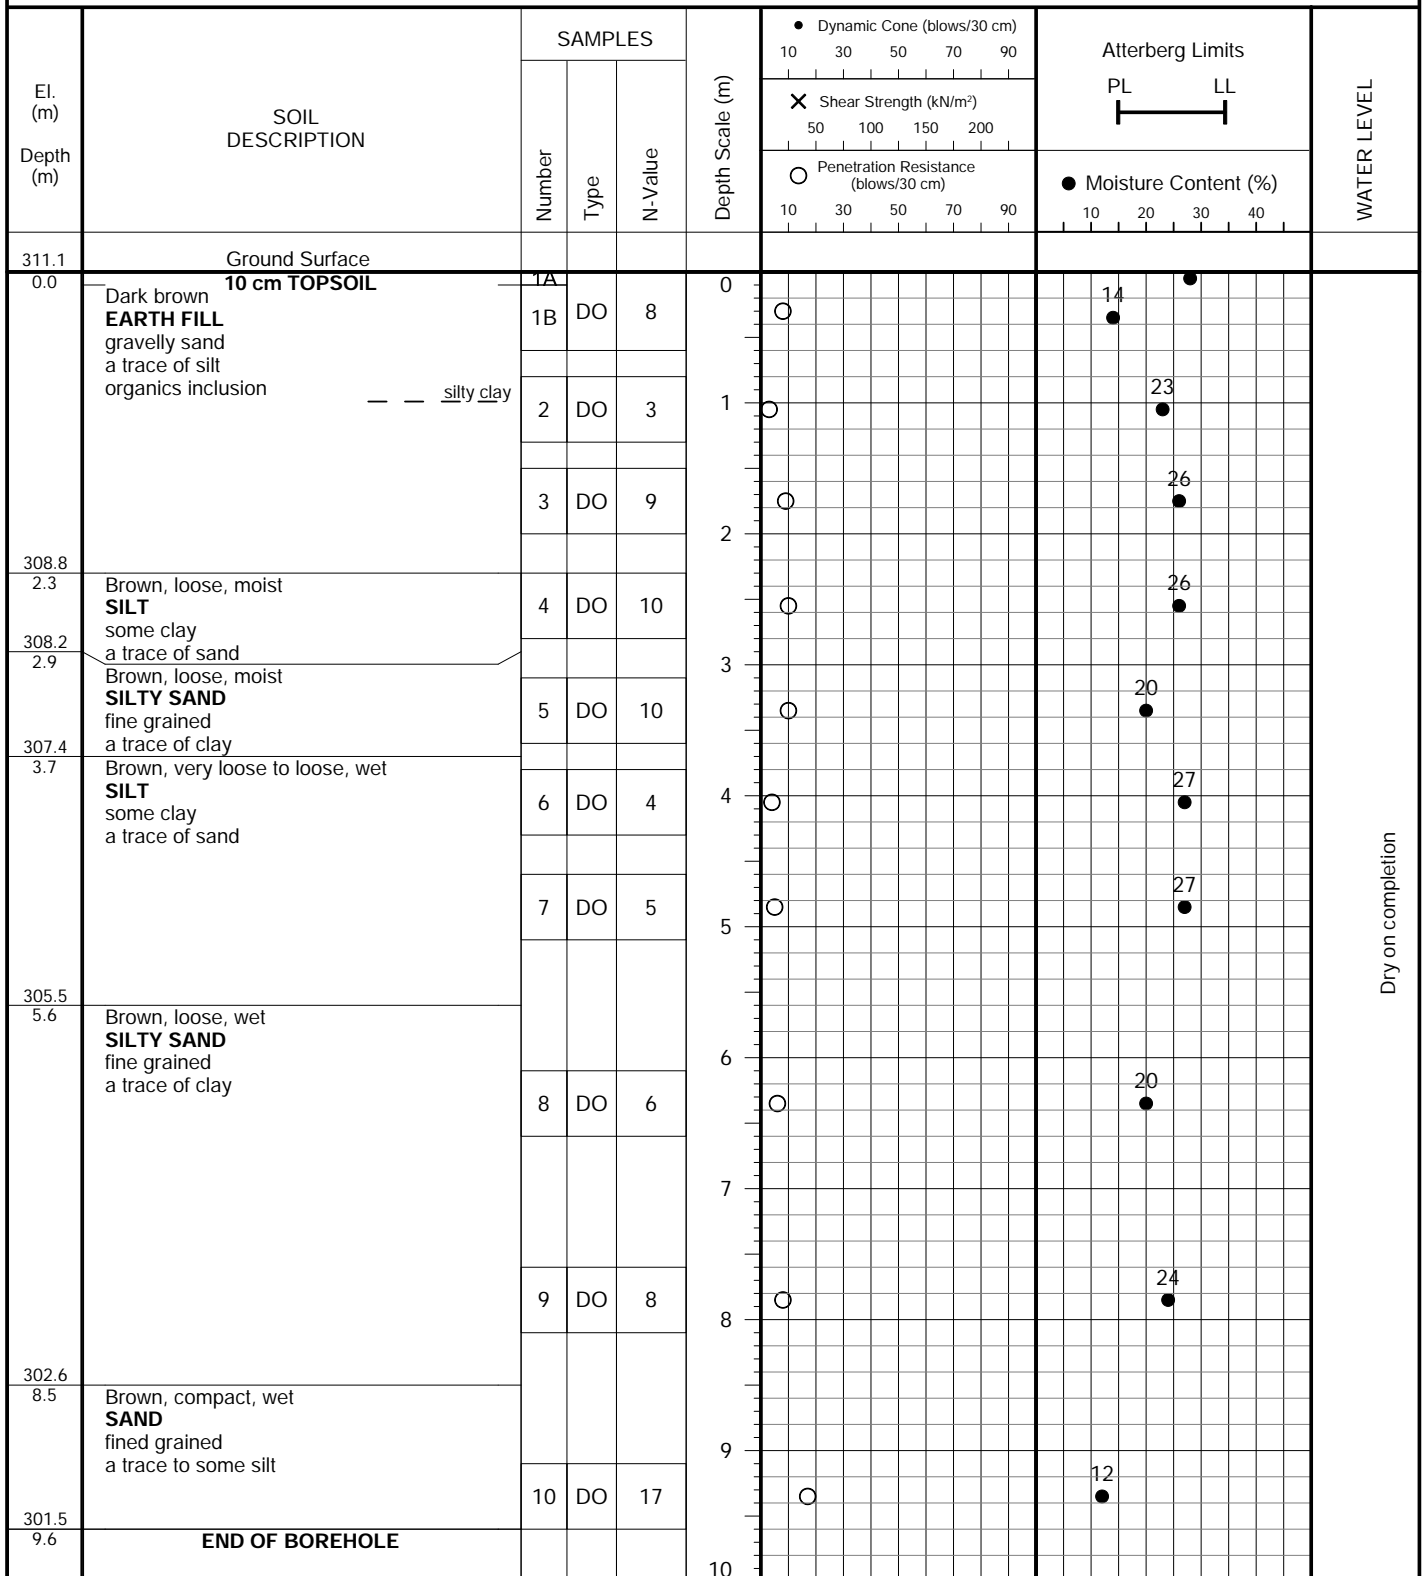 El.
(m)
Depth
(m)
SOIL
DESCRIPTION
SAMPLES
Number
Type
N-Value
Depth Scale (m)
● Dynamic Cone (blows/30 cm)
10 30 50 70 90
✕ Shear Strength (kN/m²)
50 100 150 200
○ Penetration Resistance
(blows/30 cm)
10 30 50 70 90
Atterberg Limits
PL LL
● Moisture Content (%)
10 20 30 40
WATER LEVEL
311.1 Ground Surface
0.0 10 cm TOPSOIL 1A 0
Dark brown
EARTH FILL 1B DO 8 14
gravelly sand
a trace of silt
organics inclusion
silty clay
2 DO 3 1 23
3 DO 9 26
2
308.8
2.3 Brown, loose, moist
SILT 4 DO 10 26
some clay
308.2 a trace of sand
2.9 3
Brown, loose, moist
SILTY SAND 5 DO 10 20
fine grained
307.4 a trace of clay
3.7 Brown, very loose to loose, wet
SILT 6 DO 4 4 27
some clay
a trace of sand
7 DO 5 27
5
Dry on completion
305.5
5.6 Brown, loose, wet
SILTY SAND
fine grained 6
a trace of clay
8 DO 6 20
7
9 DO 8 24
8
302.6
8.5 Brown, compact, wet
SAND
fined grained
a trace to some silt 9
10 DO 17 12
301.5
9.6 END OF BOREHOLE
10